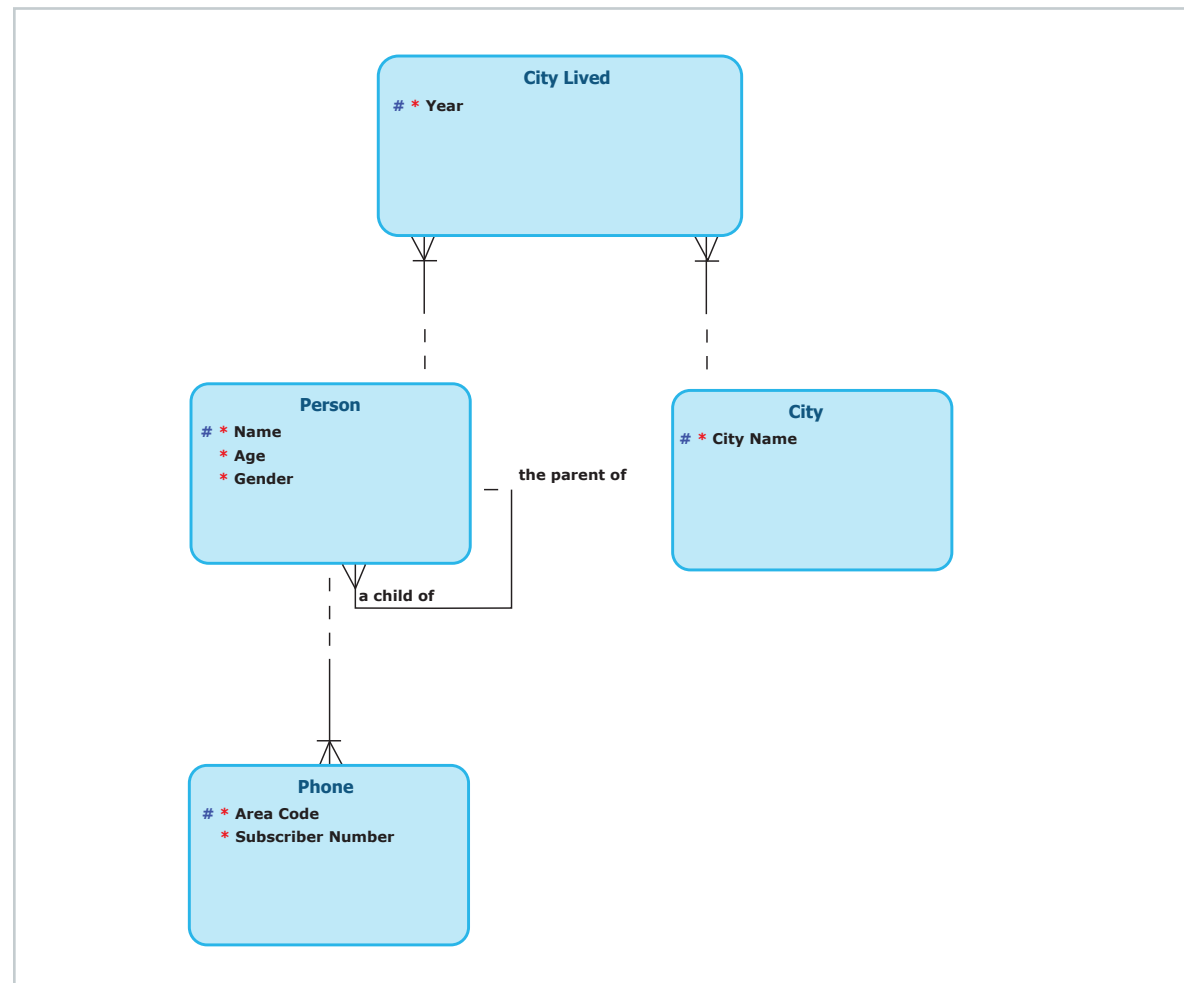 City Lived
# * Year
Person
# * Name
* Age
* Gender
City
# * City Name
the parent of
a child of
Phone
# * Area Code
* Subscriber Number